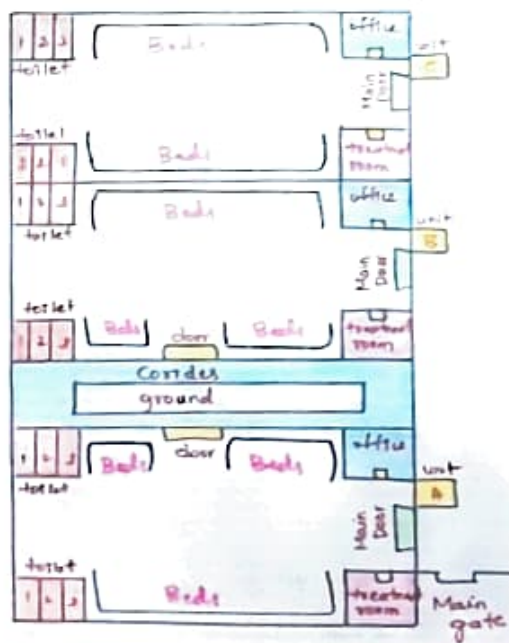 1 2 3
Beds
office
unit
C
toilet
Main
Door
toilet
3 2 1
Beds
treatment
room
1 2 3
Beds
office
unit
B
toilet
Main
Door
toilet
1 2 3
Beds
door
Beds
treatment
room
Corides
ground
1 2 3
Beds
door
Beds
office
unit
A
toilet
Main
Door
toilet
1 2 3
Beds
treatment
room
Main
gate